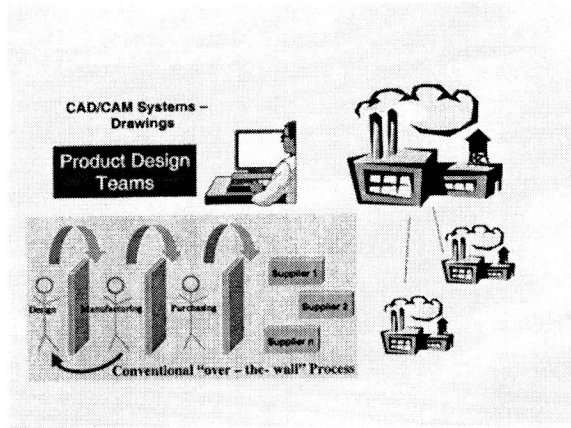 CAD/CAM Systems –
Drawings
Product Design
Teams
Design
Manufacturing
Purchasing
Supplier 1
Supplier 2
Supplier n
Conventional “over – the- wall” Process